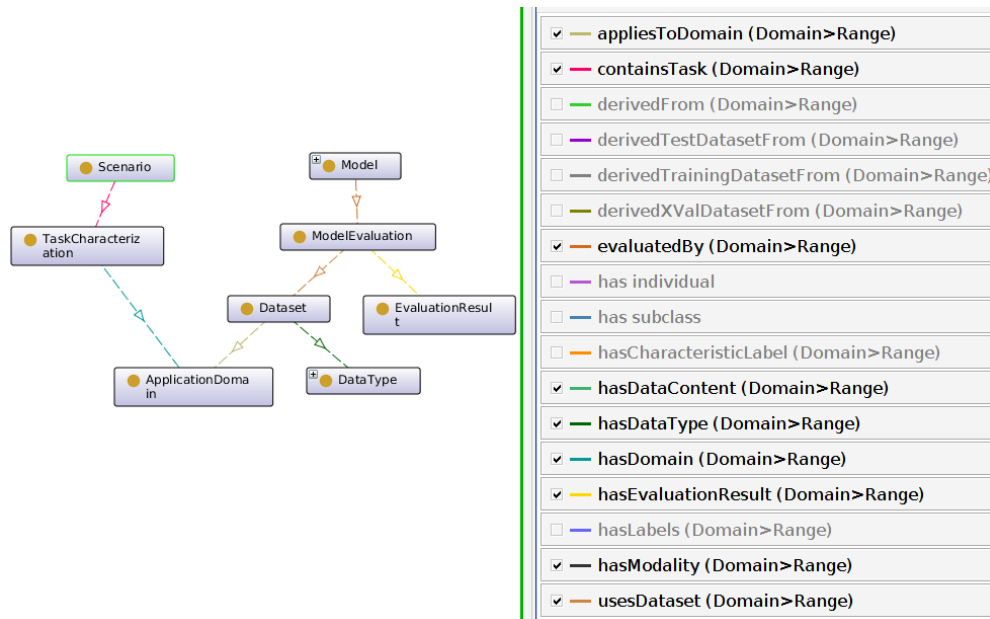 Scenario
Model
TaskCharacteriz
ation
ModelEvaluation
Dataset
EvaluationResul
t
ApplicationDoma
in
DataType
appliesToDomain (Domain>Range)
containsTask (Domain>Range)
derivedFrom (Domain>Range)
derivedTestDatasetFrom (Domain>Range)
derivedTrainingDatasetFrom (Domain>Range)
derivedXValDatasetFrom (Domain>Range)
evaluatedBy (Domain>Range)
has individual
has subclass
hasCharacteristicLabel (Domain>Range)
hasDataContent (Domain>Range)
hasDataType (Domain>Range)
hasDomain (Domain>Range)
hasEvaluationResult (Domain>Range)
hasLabels (Domain>Range)
hasModality (Domain>Range)
usesDataset (Domain>Range)